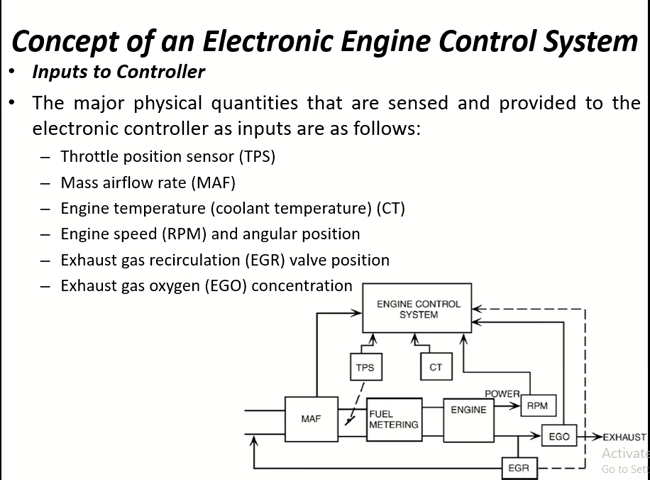 Concept of an Electronic Engine Control System
• Inputs to Controller
• The major physical quantities that are sensed and provided to the
electronic controller as inputs are as follows:
– Throttle position sensor (TPS)
– Mass airflow rate (MAF)
– Engine temperature (coolant temperature) (CT)
– Engine speed (RPM) and angular position
– Exhaust gas recirculation (EGR) valve position
– Exhaust gas oxygen (EGO) concentration
ENGINE CONTROL
SYSTEM
TPS
CT
POWER
RPM
MAF
FUEL
METERING
ENGINE
EGO
EXHAUST
EGR
Activate
Go to Set